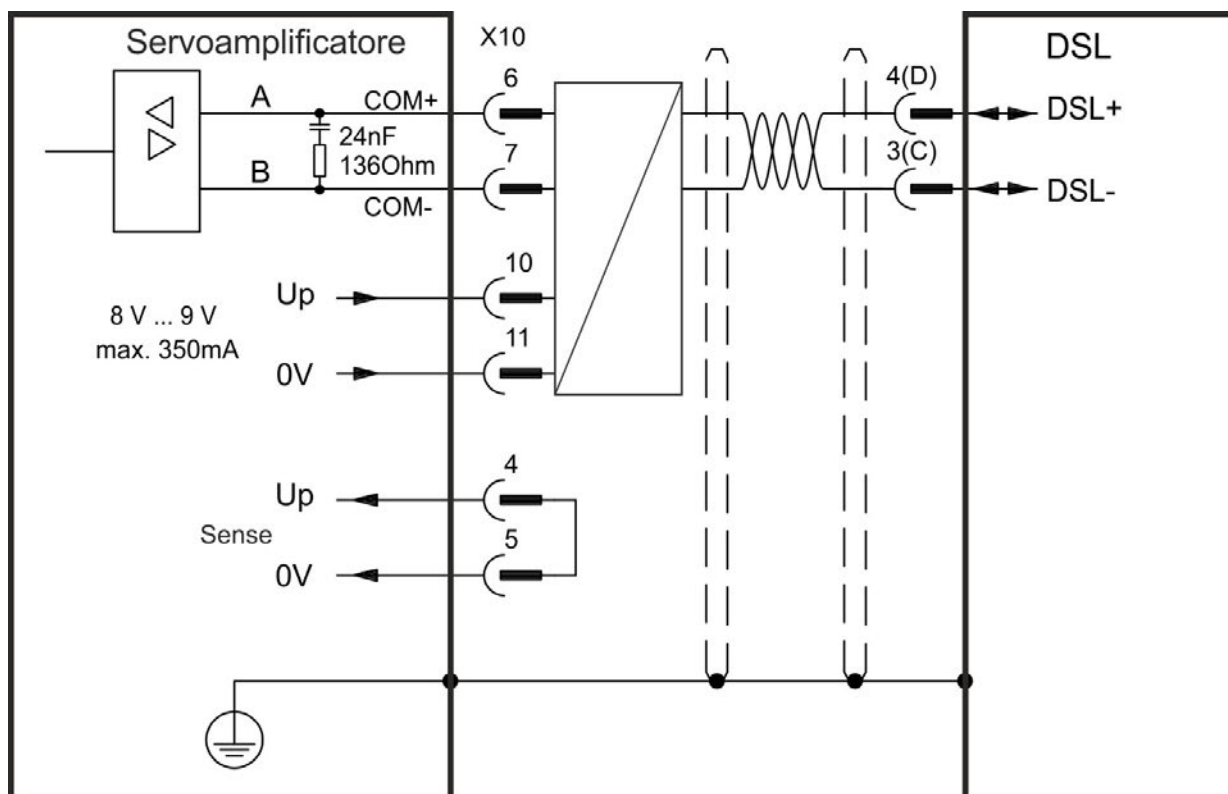 Servoamplificatore
X10
DSL
A
COM+
6
4(D)
DSL+
24nF
136Ohm
7
3(C)
B
COM-
DSL-
10
Up
8 V ... 9 V
max. 350mA
11
0V
4
Up
Sense
5
0V